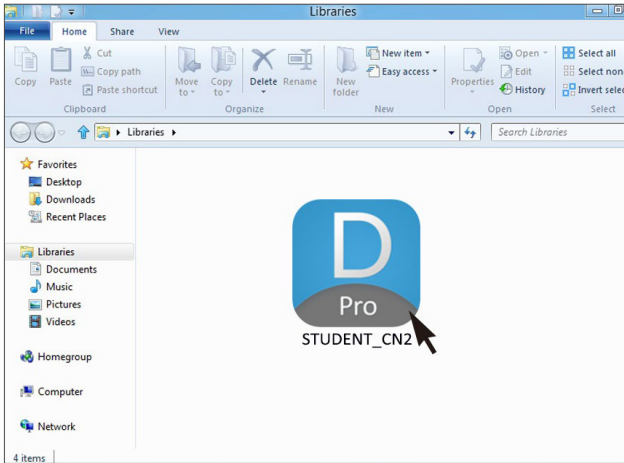 Libraries
File Home Share View
Copy
Paste
Cut
Copy path
Paste shortcut
Clipboard
Move to
Copy to
Delete
Rename
Organize
New folder
New item
Easy access
New
Properties
Open
Edit
History
Open
Select all
Select non
Invert selec
Select
Libraries
Search Libraries
Favorites
Desktop
Downloads
Recent Places
Libraries
Documents
Music
Pictures
Videos
Homegroup
Computer
Network
D
Pro
STUDENT_CN2
4 items